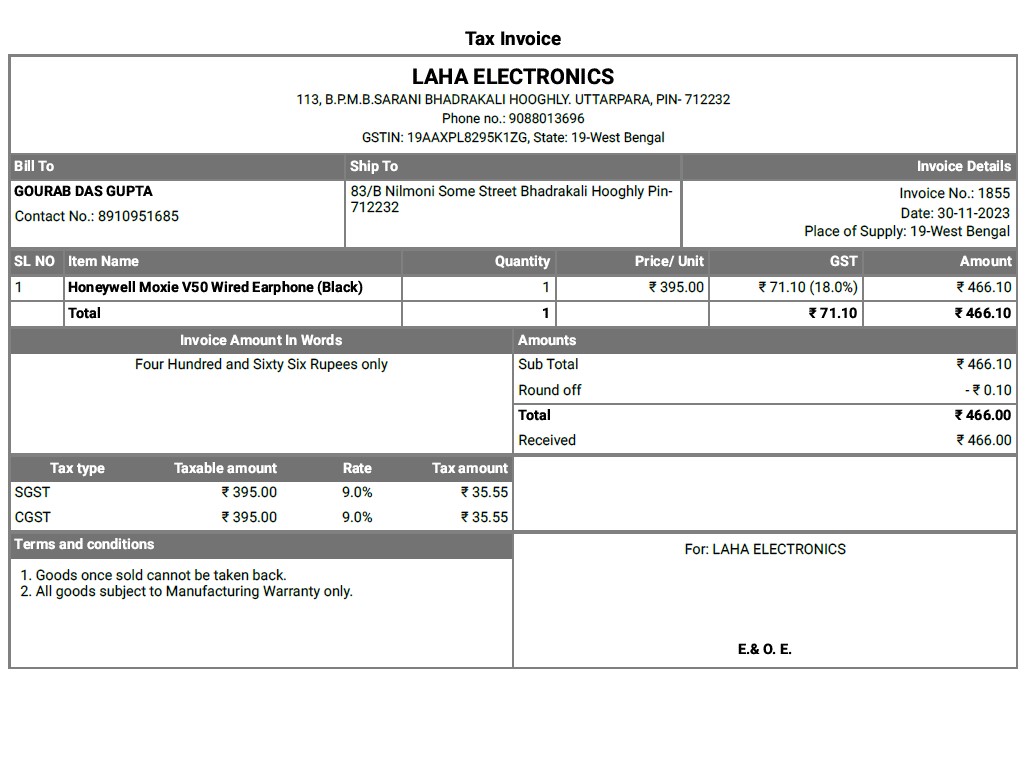 Tax Invoice
LAHA ELECTRONICS
113, B.P.M.B.SARANI BHADRAKALI HOOGHLY. UTTARPARA, PIN- 712232
Phone no.: 9088013696
GSTIN: 19AAXPL8295K1ZG, State: 19-West Bengal
Bill To Ship To Invoice Details
GOURAB DAS GUPTA
Contact No.: 8910951685
83/B Nilmoni Some Street Bhadrakali Hooghly Pin-
712232
Invoice No.: 1855
Date: 30-11-2023
Place of Supply: 19-West Bengal
SL NO Item Name Quantity Price/ Unit GST Amount
1 Honeywell Moxie V50 Wired Earphone (Black) 1 ₹ 395.00 ₹ 71.10 (18.0%) ₹ 466.10
Total 1 ₹ 71.10 ₹ 466.10
Invoice Amount In Words
Four Hundred and Sixty Six Rupees only
Amounts
Sub Total ₹ 466.10
Round off - ₹ 0.10
Total ₹ 466.00
Received ₹ 466.00
Tax type Taxable amount Rate Tax amount
SGST ₹ 395.00 9.0% ₹ 35.55
CGST ₹ 395.00 9.0% ₹ 35.55
Terms and conditions
1. Goods once sold cannot be taken back.
2. All goods subject to Manufacturing Warranty only.
For: LAHA ELECTRONICS
E.& O. E.